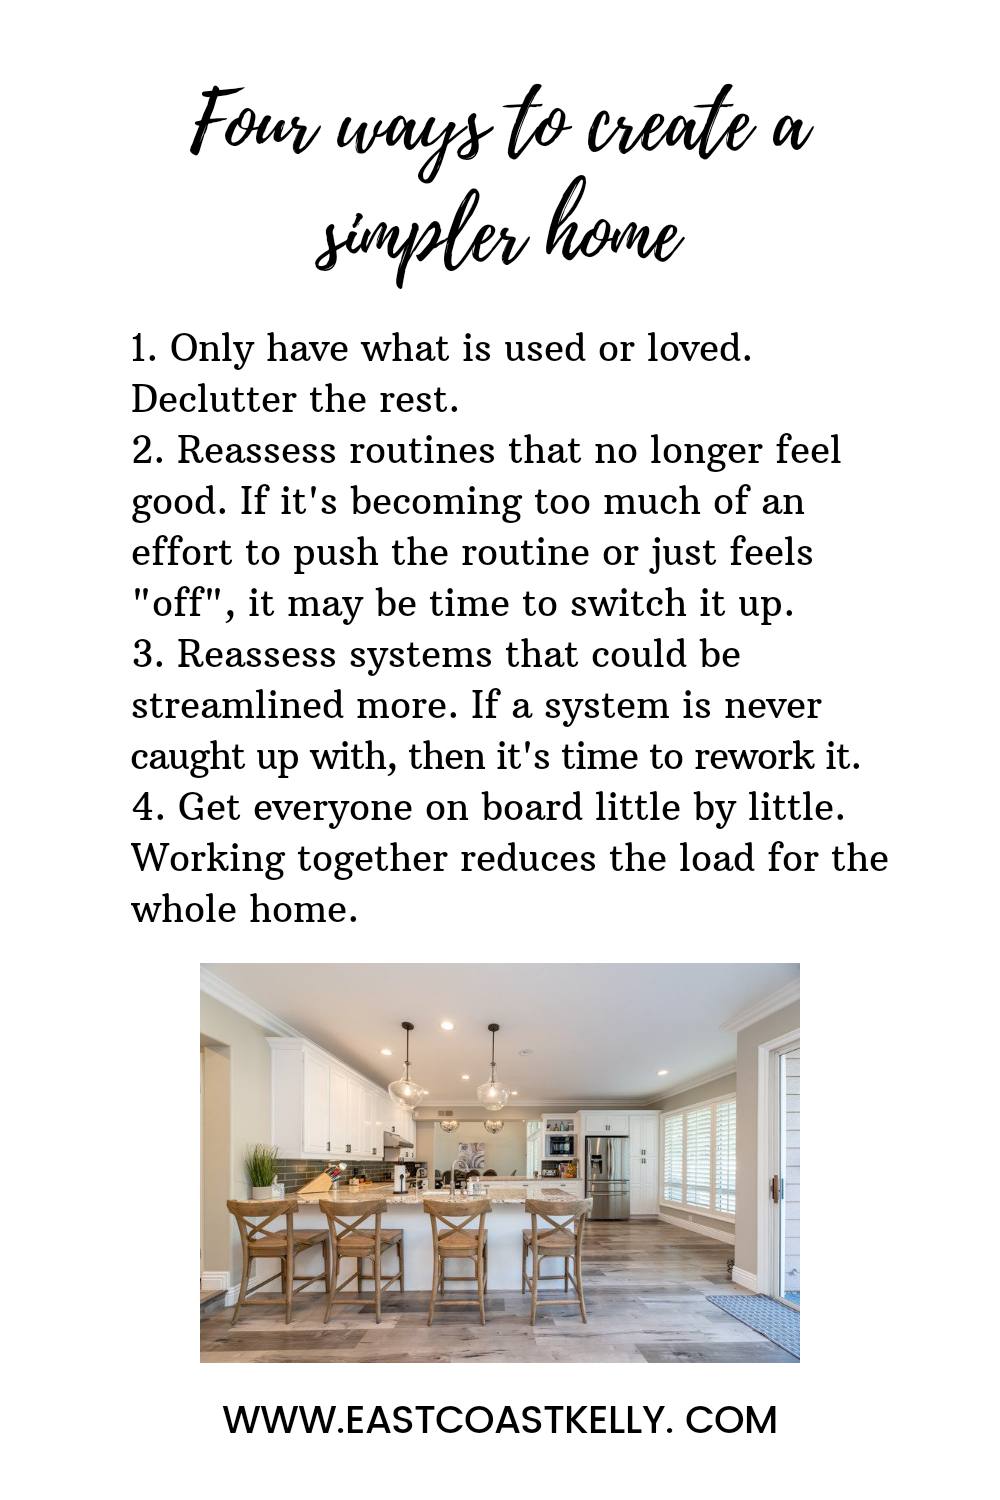 Four ways to create a
simpler home
1. Only have what is used or loved.
Declutter the rest.
2. Reassess routines that no longer feel
good. If it's becoming too much of an
effort to push the routine or just feels
"off", it may be time to switch it up.
3. Reassess systems that could be
streamlined more. If a system is never
caught up with, then it's time to rework it.
4. Get everyone on board little by little.
Working together reduces the load for the
whole home.
WWW.EASTCOASTKELLY. COM